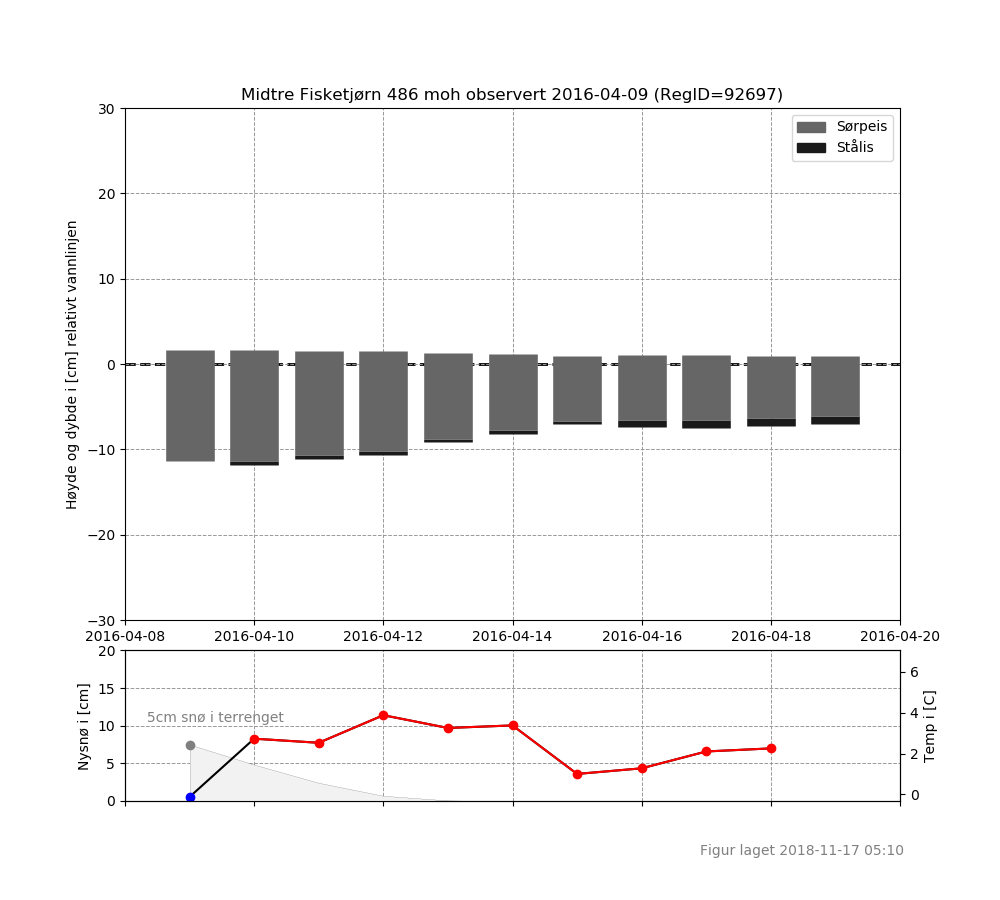 Midtre Fisketjørn 486 moh observert 2016-04-09 (RegID=92697)
Sørpeis
Stålis
Høyde og dybde i [cm] relativt vannlinjen
30
20
10
0
−10
−20
−30
2016-04-08 2016-04-10 2016-04-12 2016-04-14 2016-04-16 2016-04-18 2016-04-20
Nysnø i [cm]
20
15
10
5
0
5cm snø i terrenget
6
4
2
0
Temp i [C]
Figur laget 2018-11-17 05:10